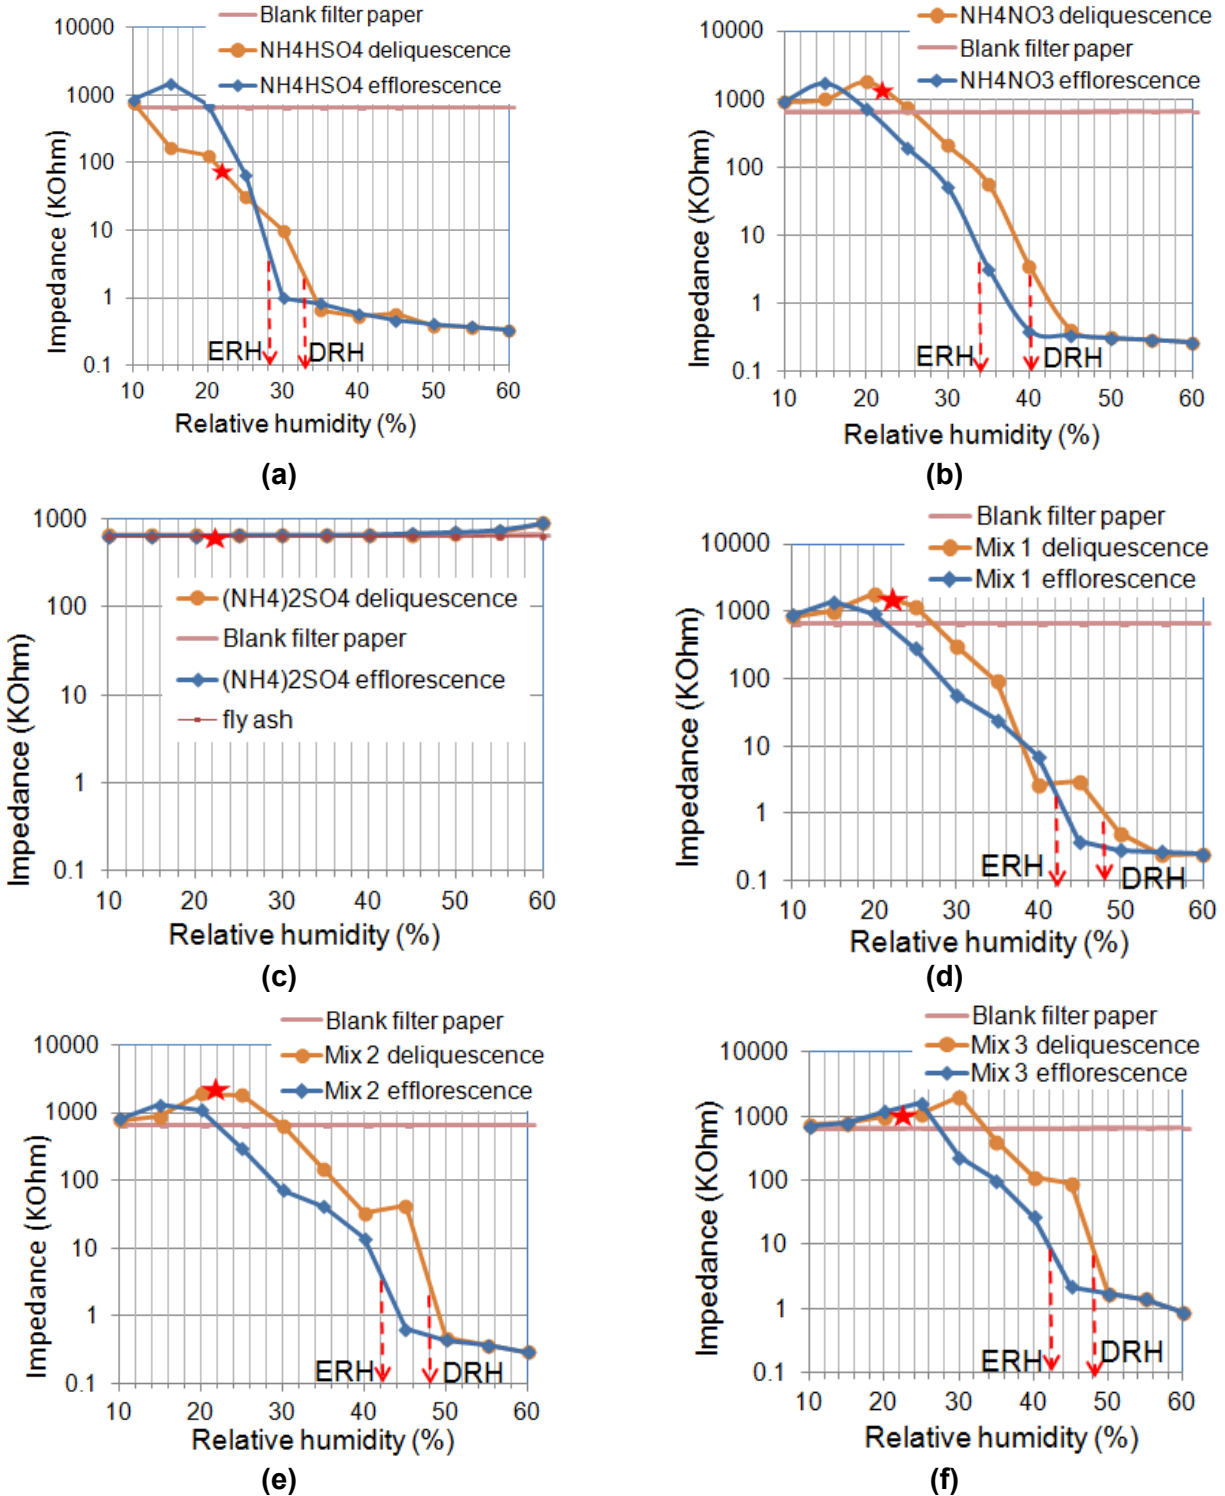 Blank filter paper
NH4HSO4 deliquescence
NH4HSO4 efflorescence
10000
1000
100
10
1
0.1
Impedance (KOhm)
ERH
DRH
10 20 30 40 50 60
Relative humidity (%)
(a)
NH4NO3 deliquescence
Blank filter paper
NH4NO3 efflorescence
10000
1000
100
10
1
0.1
Impedance (KOhm)
ERH
DRH
10 20 30 40 50 60
Relative humidity (%)
(b)
1000
100
10
1
0.1
Impedance (KOhm)
(NH4)2SO4 deliquescence
Blank filter paper
(NH4)2SO4 efflorescence
fly ash
10 20 30 40 50 60
Relative humidity (%)
(c)
Blank filter paper
Mix 1 deliquescence
Mix 1 efflorescence
10000
1000
100
10
1
0.1
Impedance (KOhm)
ERH
DRH
10 20 30 40 50 60
Relative humidity (%)
(d)
Blank filter paper
Mix 2 deliquescence
Mix 2 efflorescence
10000
1000
100
10
1
0.1
Impedance (KOhm)
ERH
DRH
10 20 30 40 50 60
Relative humidity (%)
(e)
Blank filter paper
Mix 3 deliquescence
Mix 3 efflorescence
10000
1000
100
10
1
0.1
Impedance (KOhm)
ERH
DRH
10 20 30 40 50 60
Relative humidity (%)
(f)